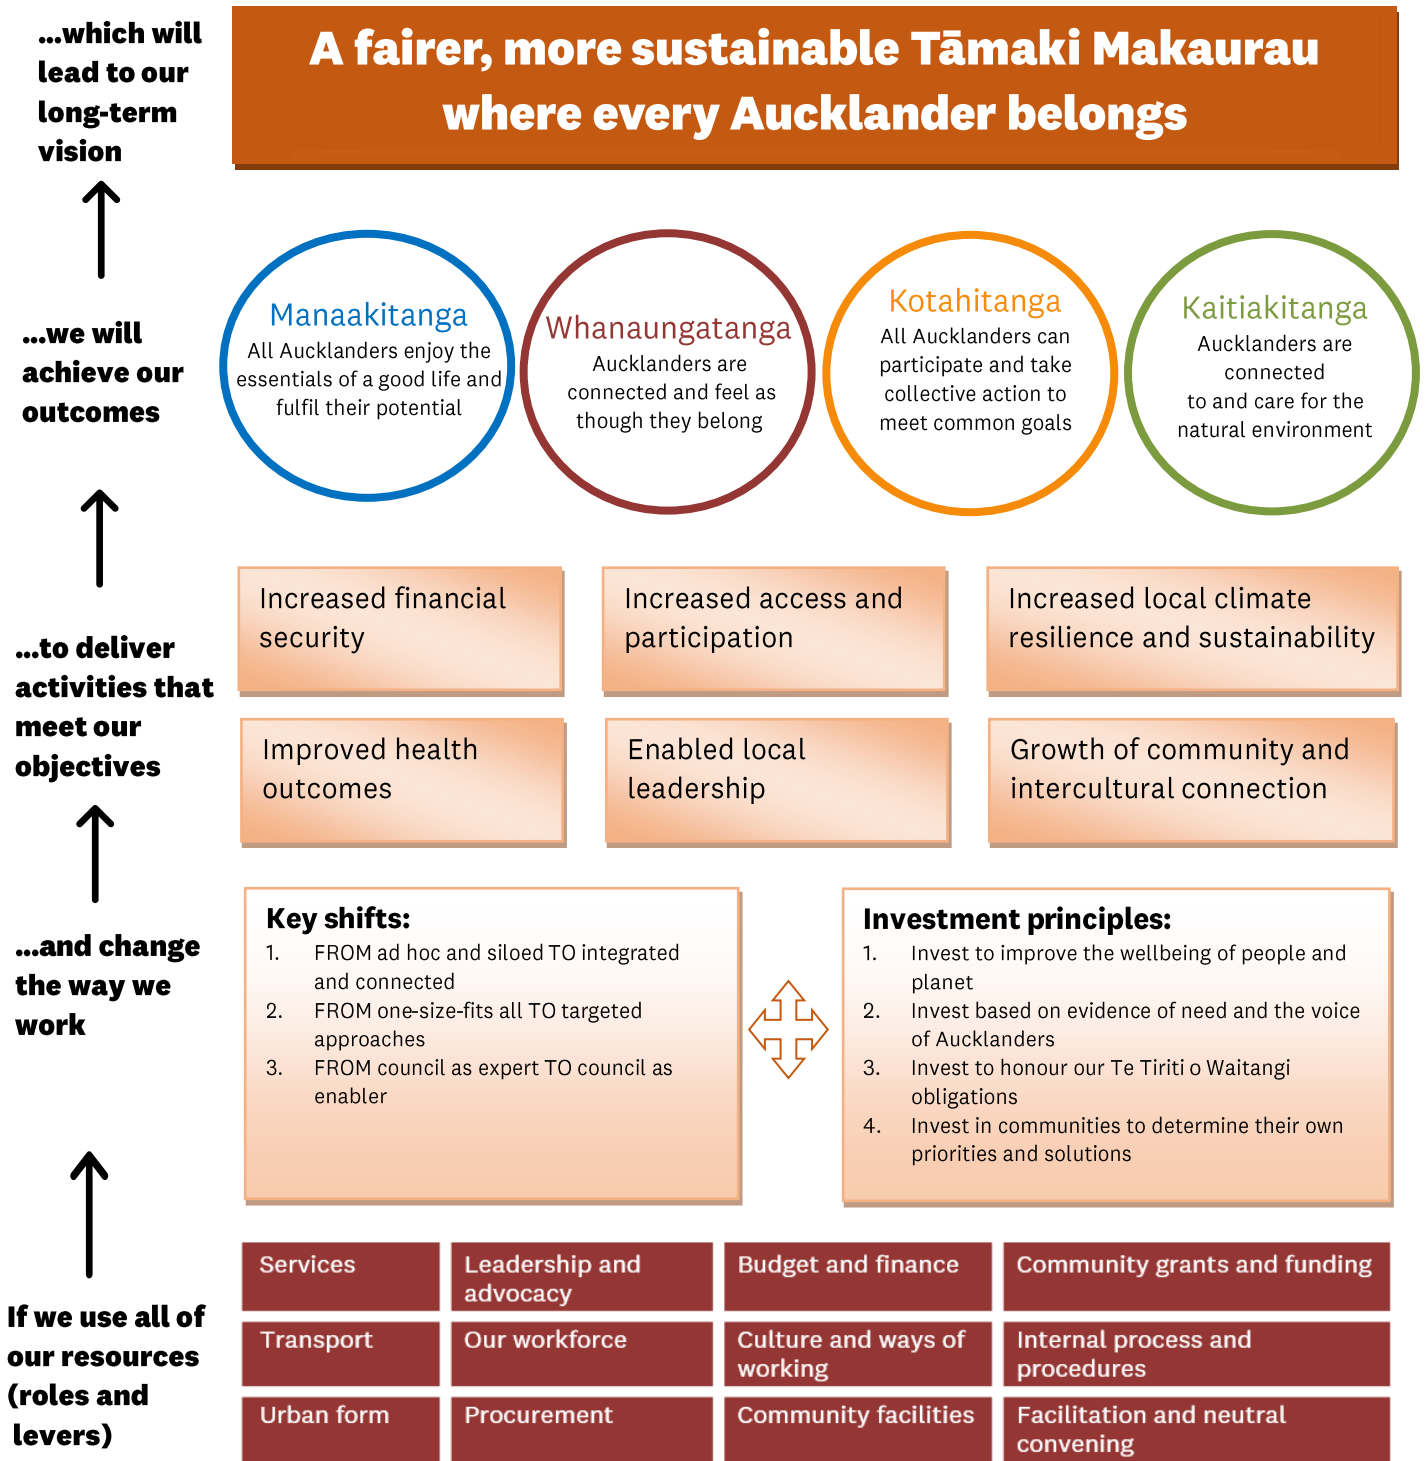 ...which will
lead to our
long-term
vision
A fairer, more sustainable Tāmaki Makaurau
where every Aucklander belongs
...we will
achieve our
outcomes
Manaakitanga
All Aucklanders enjoy the
essentials of a good life and
fulfil their potential
Whanaungatanga
Aucklanders are
connected and feel as
though they belong
Kotahitanga
All Aucklanders can
participate and take
collective action to
meet common goals
Kaitiakitanga
Aucklanders are
connected
to and care for the
natural environment
...to deliver
activities that
meet our
objectives
Increased financial
security
Increased access and
participation
Increased local climate
resilience and sustainability
Improved health
outcomes
Enabled local
leadership
Growth of community and
intercultural connection
...and change
the way we
work
Key shifts:
1. FROM ad hoc and siloed TO integrated
and connected
2. FROM one-size-fits all TO targeted
approaches
3. FROM council as expert TO council as
enabler
Investment principles:
1. Invest to improve the wellbeing of people and
planet
2. Invest based on evidence of need and the voice
of Aucklanders
3. Invest to honour our Te Tiriti o Waitangi
obligations
4. Invest in communities to determine their own
priorities and solutions
If we use all of
our resources
(roles and
levers)
Services
Leadership and
advocacy
Budget and finance
Community grants and funding
Transport
Our workforce
Culture and ways of
working
Internal process and
procedures
Urban form
Procurement
Community facilities
Facilitation and neutral
convening